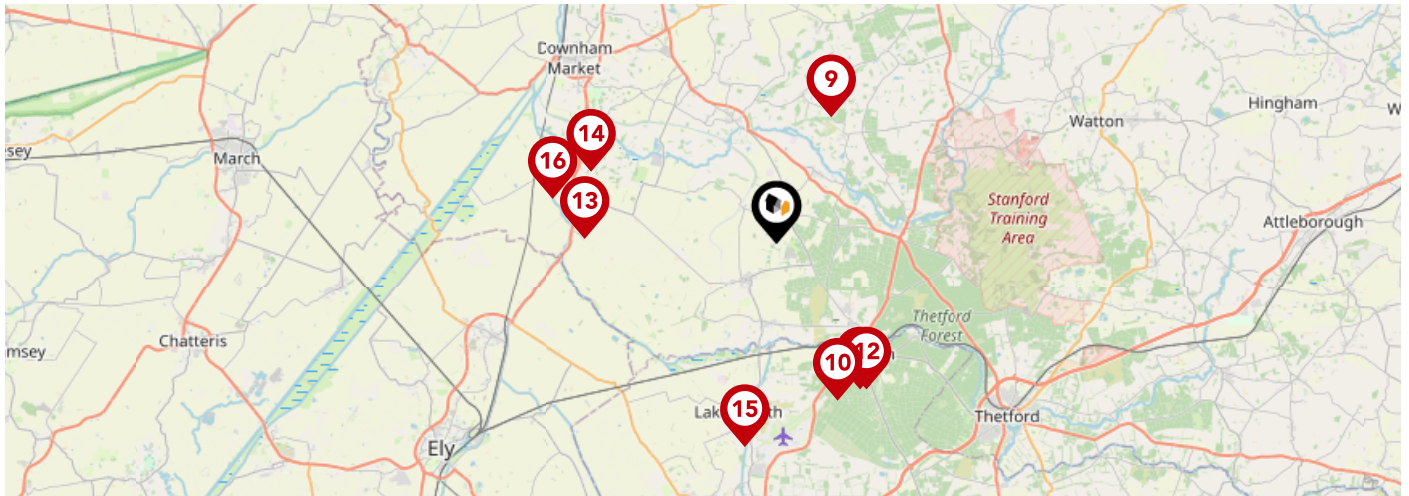 Downham
Market
9
Hingham
W
Watton
14
sey
March
16
13
Stanford
Training
Area
Attleborough
Thetford
Forest
Chatteris
msey
12
n
10
15
Lak
th
Thetford
Ely